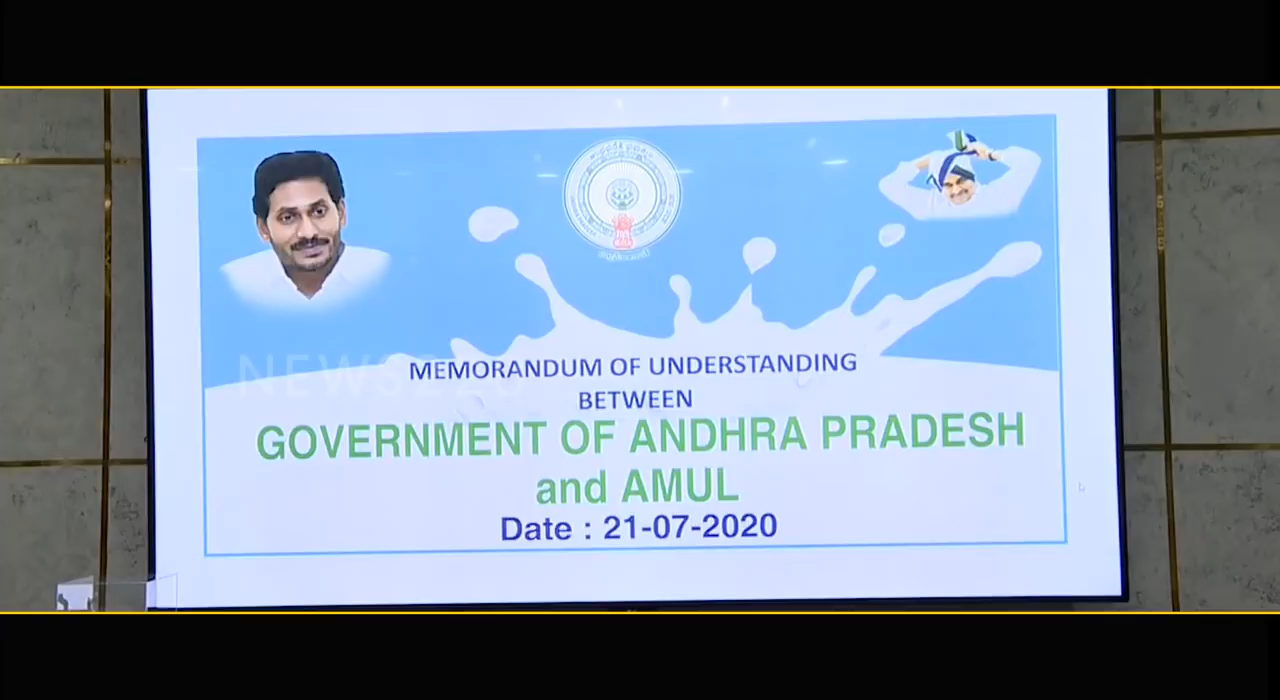 MEMORANDUM OF UNDERSTANDING
BETWEEN
GOVERNMENT OF ANDHRA PRADESH
and AMUL
Date : 21-07-2020